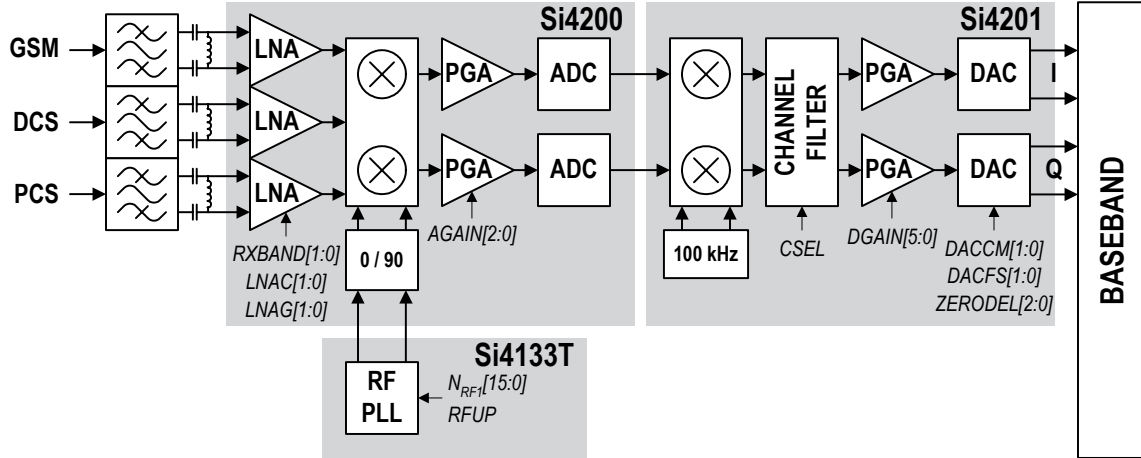 Si4200
Si4201
GSM
LNA
PGA
ADC
CHANNEL
FILTER
PGA
DAC
I
DCS
LNA
PCS
LNA
PGA
ADC
PGA
DAC
Q
RXBAND[1:0]
LNAC[1:0]
LNAG[1:0]
0 / 90
AGAIN[2:0]
100 kHz
CSEL
DGAIN[5:0]
DACCM[1:0]
DACFS[1:0]
ZERODEL[2:0]
BASEBAND
Si4133T
RF
PLL
NRF1[15:0]
RFUP